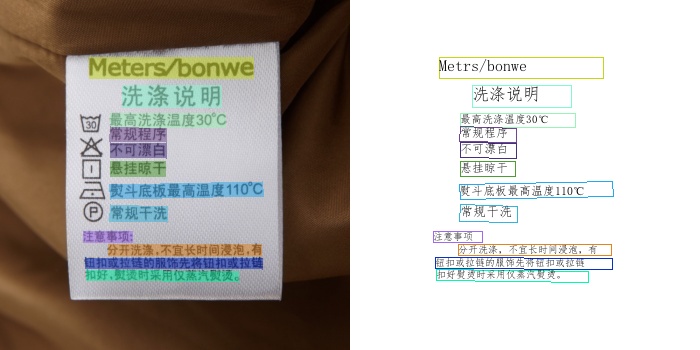 Meters/bonwe
洗涤说明
30
最高洗涤温度30℃
常规程序
不可漂白
悬挂晾干
熨斗底板最高温度110℃
P
常规干洗
注意事项:
分开洗涤,不宜长时间浸泡,有
钮扣或拉链的服饰先将钮扣或拉链
扣好,熨烫时采用仅蒸汽熨烫。
Metrs/bonwe
洗涤说明
最高洗涤温度30℃
常规程序
不可漂白
悬挂晾干
熨斗底板最高温度110℃
常规干洗
注意事项
分开洗涤，不宜长时间浸泡，有
钮扣或拉链的服饰先将钮扣或拉链
扣好熨烫时采用仅蒸汽熨烫。